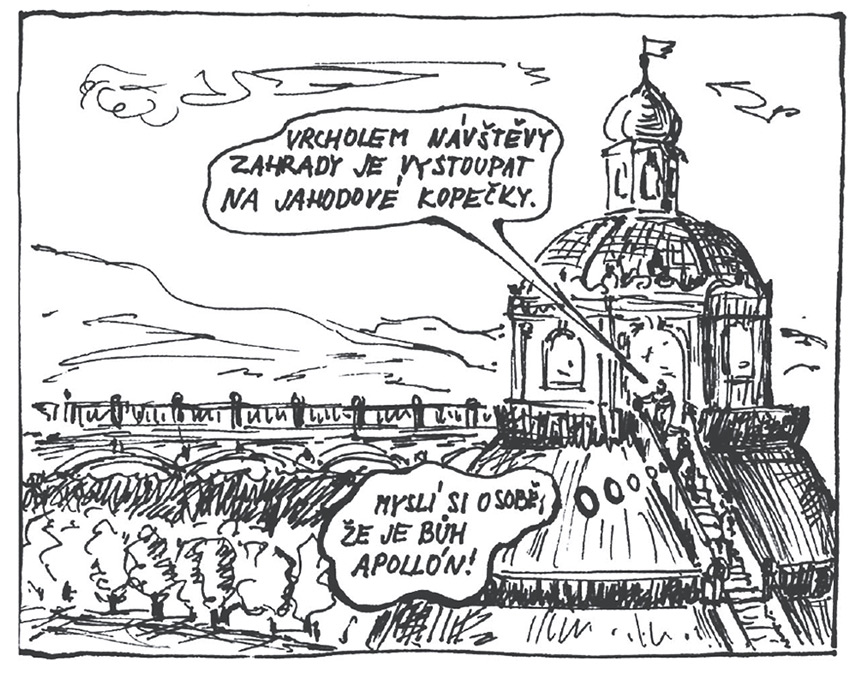 VRCHOLEM NÁVŠTĚVY
ZAHRADY JE VYSTOUPAT
NA JAHODOVÉ KOPEČKY.
MYSLÍ SI O SOBĚ,
ŽE JE BŮH
APOLLÓN!